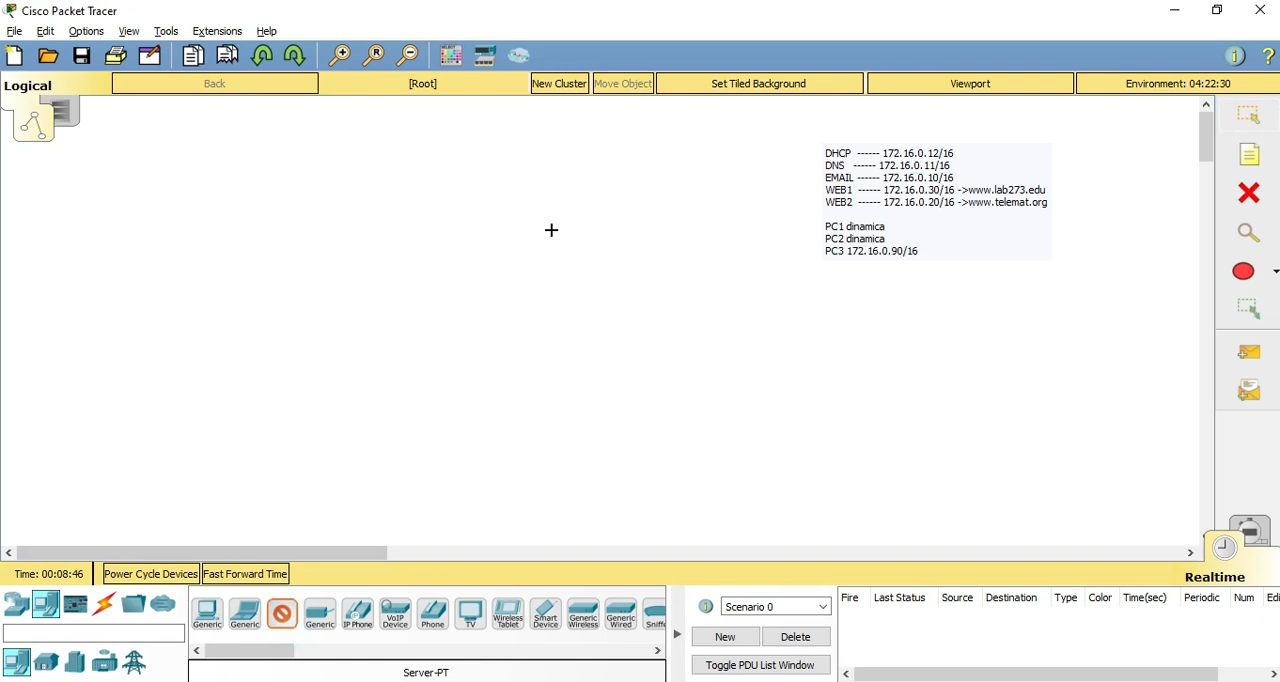 Cisco Packet Tracer
File Edit Options View Tools Extensions Help
Logical Back [Root] New Cluster Move Object Set Tiled Background Viewport Environment: 04:22:30
DHCP ------ 172.16.0.12/16
DNS ------ 172.16.0.11/16
EMAIL ------ 172.16.0.10/16
WEB1 ------ 172.16.0.30/16 ->www.lab273.edu
WEB2 ------ 172.16.0.20/16 ->www.telemat.org
PC1 dinamica
PC2 dinamica
PC3 172.16.0.90/16
Time: 00:08:46 Power Cycle Devices Fast Forward Time
Realtime
Generic Generic Generic IP Phone VoIP Device Phone TV Wireless Tablet Smart Device Generic Wireless Generic Wired Sniff
Server-PT
Scenario 0
New Delete
Toggle PDU List Window
Fire Last Status Source Destination Type Color Time(sec) Periodic Num Edi